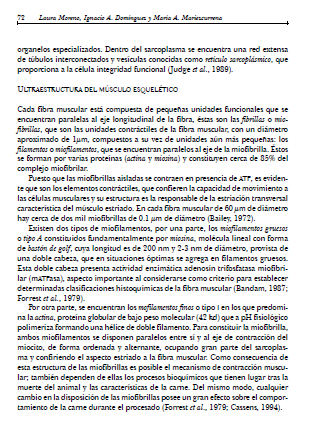 72 Laura Moreno, Ignacio A. Domínguez y María A. Mariezcurrena
organelos especializados. Dentro del sarcoplasma se encuentra una red extensa
de túbulos interconectados y vesículas conocidas como retículo sarcoplásmico, que
proporciona a la célula integridad funcional (Judge et al., 1989).
ULTRAESTRUCTURA DEL MÚSCULO ESQUELÉTICO
Cada fibra muscular está compuesta de pequeñas unidades funcionales que se
encuentran paralelas al eje longitudinal de la fibra, éstas son las fibrillas o mio-
fibrillas, que son las unidades contráctiles de la fibra muscular, con un diámetro
aproximado de 1μm, compuestos a su vez de unidades aún más pequeñas: los
filamentos o miofilamentos, que se encuentran paralelos al eje de la miofibrilla. Éstos
se forman por varias proteínas (actina y miosina) y constituyen cerca de 85% del
complejo miofibrilar.
Puesto que las miofibrillas aisladas se contraen en presencia de ATP, es eviden-
te que son los elementos contráctiles, que confieren la capacidad de movimiento a
las células musculares y su estructura es la responsable de la estriación transversal
característica del músculo estriado. En cada fibra muscular de 60 μm de diámetro
hay cerca de dos mil miofibrillas de 0.1 μm de diámetro (Bailey, 1972).
Existen dos tipos de miofilamentos, por una parte, los miofilamentos gruesos
o tipo A constituidos fundamentalmente por miosina, molécula lineal con forma
de bastón de golf, cuya longitud es de 200 nm y 2-3 nm de diámetro, provista de
una doble cabeza, que en situaciones óptimas se agrega en filamentos gruesos.
Esta doble cabeza presenta actividad enzimática adenosin trifosfatasa miofibri-
lar (mATPasa), aspecto importante al considerarse como criterio para establecer
determinadas clasificaciones histoquímicas de la fibra muscular (Bandam, 1987;
Forrest et al., 1979).
Por otra parte, se encuentran los miofilamentos finos o tipo I en los que predomi-
na la actina, proteína globular de bajo peso molecular (42 kd) que a pH fisiológico
polimeriza formando una hélice de doble filamento. Para constituir la miofibrilla,
ambos miofilamentos se disponen paralelos entre sí y al eje de contracción del
miocito, de forma ordenada y alternante, ocupando gran parte del sarcoplas-
ma y confiriendo el aspecto estriado a la fibra muscular. Como consecuencia de
esta estructura de las miofibrillas es posible el mecanismo de contracción muscu-
lar; también dependen de ellas los procesos bioquímicos que tienen lugar tras la
muerte del animal y las características de la carne. Del mismo modo, cualquier
cambio en la disposición de las miofibrillas posee un gran efecto sobre el compor-
tamiento de la carne durante el procesado (Forrest et al., 1979; Cassens, 1994).